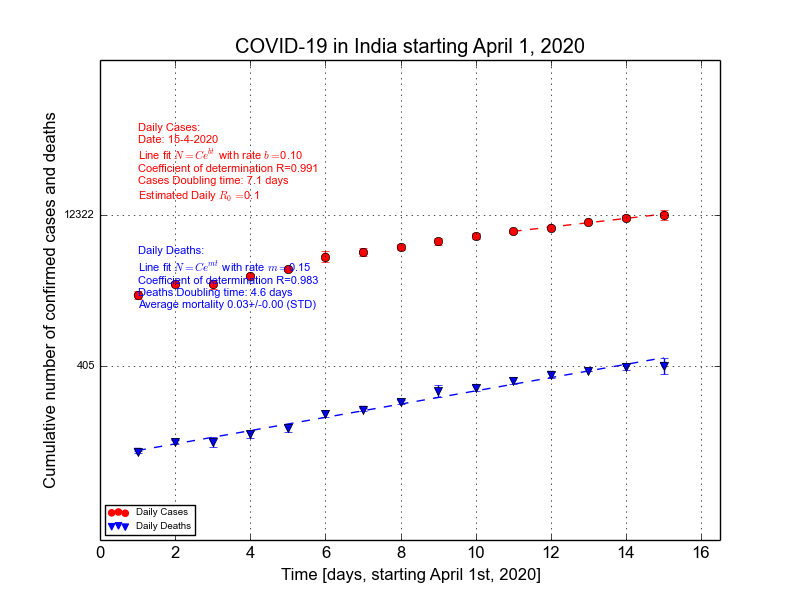 COVID-19 in India starting April 1, 2020
Daily Cases:
Date: 15-4-2020
Line fit N=Ce^{bt} with rate b=0.10
Coefficient of determination R=0.991
Cases Doubling time: 7.1 days
Estimated Daily R_0=0.1
12322
Daily Deaths:
Line fit N=Ce^{mt} with rate m=0.15
Coefficient of determination R=0.983
Deaths Doubling time: 4.6 days
Average mortality 0.03+/-0.00 (STD)
405
Cumulative number of confirmed cases and deaths
Daily Cases
Daily Deaths
0 2 4 6 8 10 12 14 16
Time [days, starting April 1st, 2020]